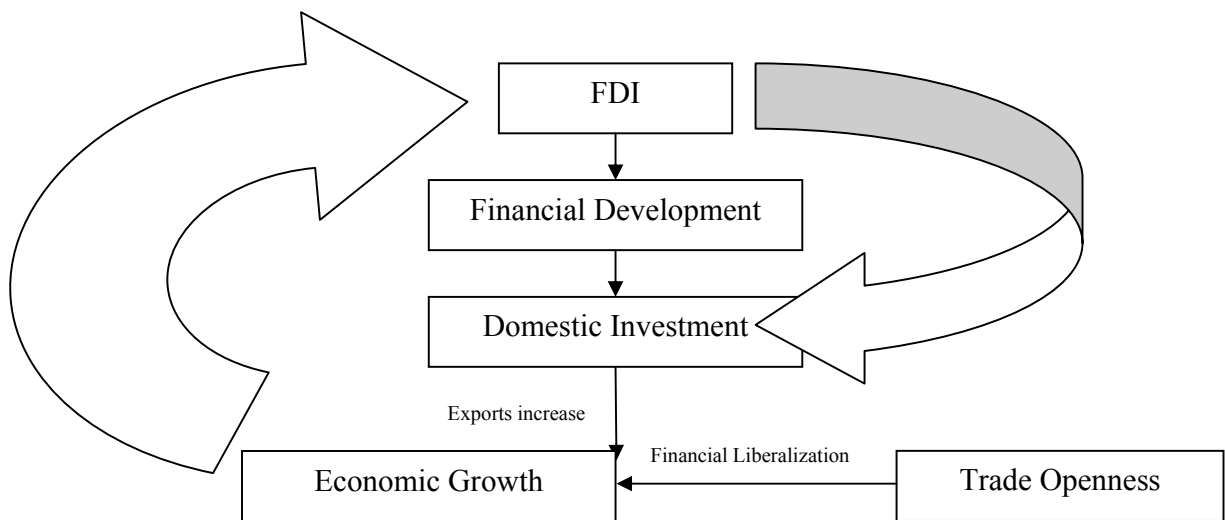 FDI
Financial Development
Domestic Investment
Exports increase
Financial Liberalization
Economic Growth
Trade Openness